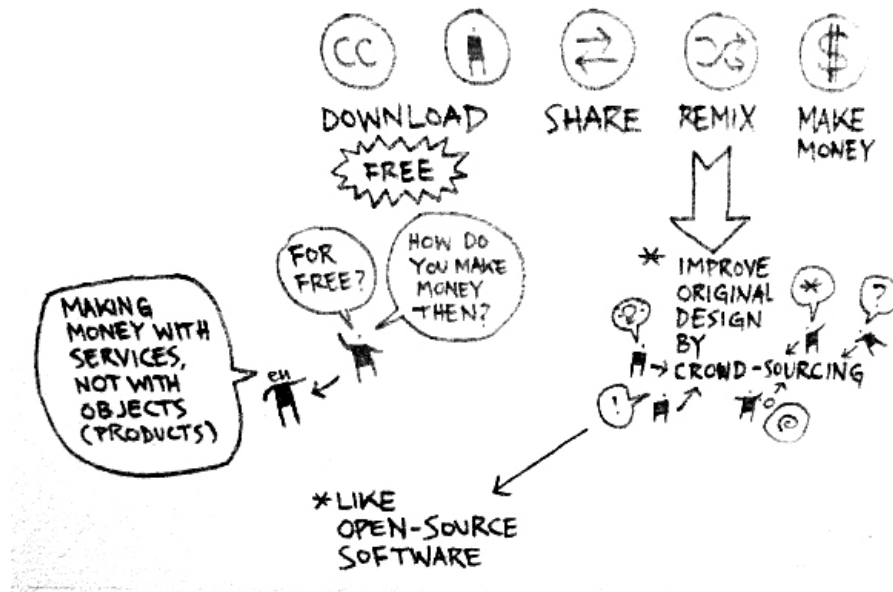 CC
$
DOWNLOAD
SHARE
REMIX
MAKE
MONEY
FREE
FOR
FREE?
HOW DO
YOU MAKE
MONEY
THEN?
MAKING
MONEY WITH
SERVICES,
NOT WITH
OBJECTS
(PRODUCTS)
* IMPROVE
ORIGINAL
DESIGN
BY
CROWD-SOURCING
*
?
!
* LIKE
OPEN-SOURCE
SOFTWARE